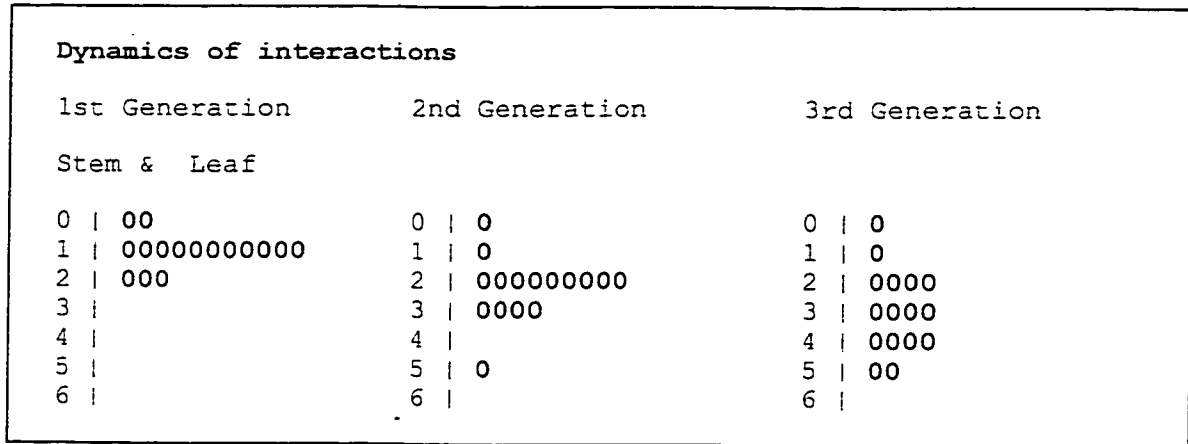 Dynamics of interactions
1st Generation 2nd Generation 3rd Generation
Stem & Leaf
0 | 00 0 | 0 0 | 0
1 | 00000000000 1 | 0 1 | 0
2 | 000 2 | 000000000 2 | 0000
3 | 3 | 0000 3 | 0000
4 | 4 | 4 | 0000
5 | 5 | 0 5 | 00
6 | 6 | 6 |